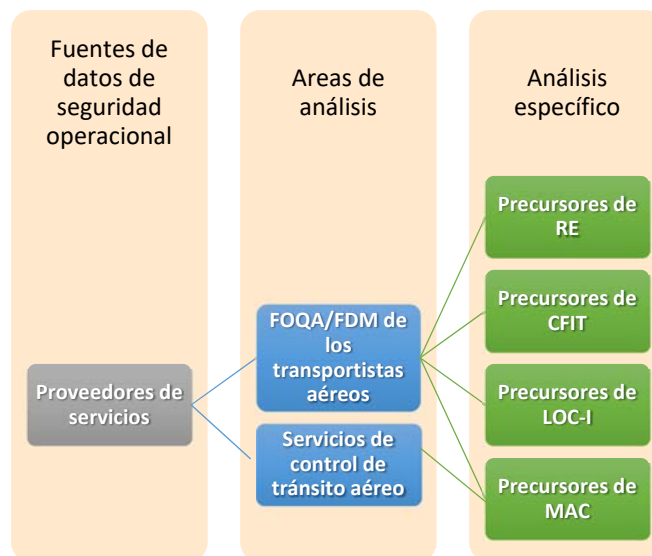 Fuentes de
datos de
seguridad
operacional
Areas de
análisis
Análisis
específico
Proveedores de
servicios
FOQA/FDM de
los
transportistas
aéreos
Servicios de
control de
tránsito aéreo
Precursores de
RE
Precursores de
CFIT
Precursores de
LOC-I
Precursores de
MAC